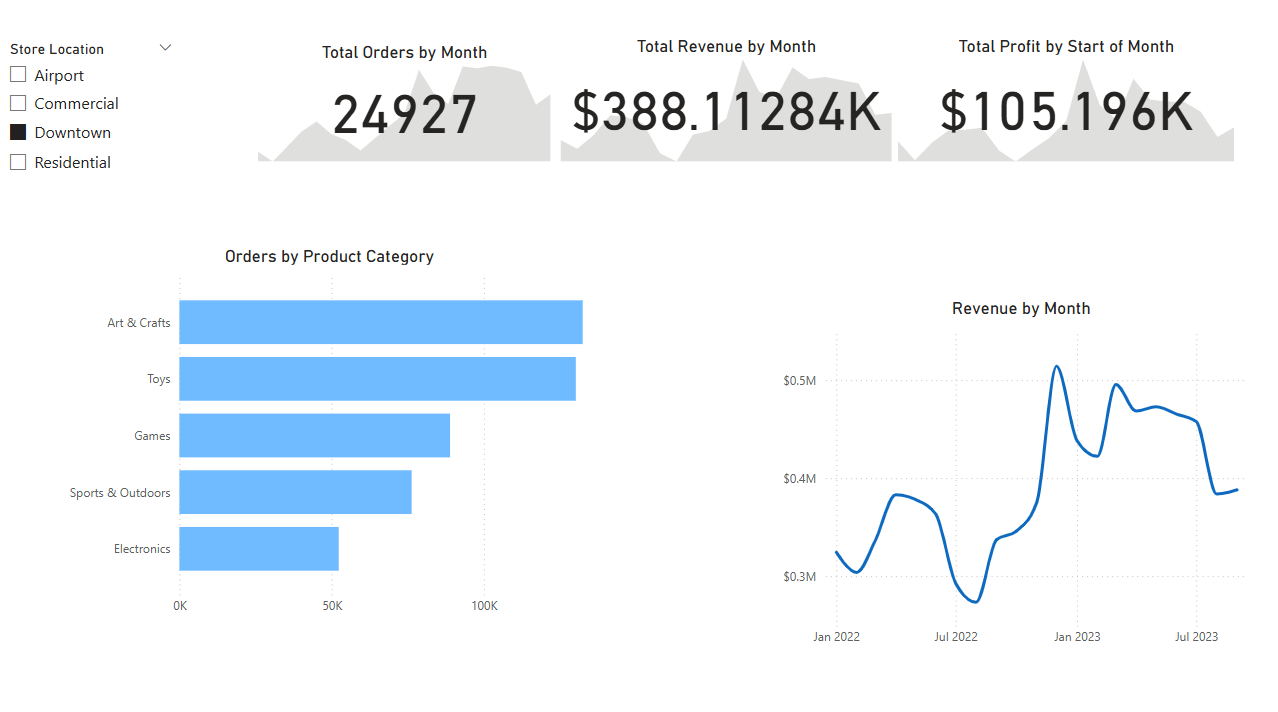 Store Location
Airport
Commercial
Downtown
Residential
Total Orders by Month
24927
Total Revenue by Month
$388.11284K
Total Profit by Start of Month
$105.196K
Orders by Product Category
Art & Crafts
Toys
Games
Sports & Outdoors
Electronics
0K 50K 100K
Revenue by Month
$0.5M
$0.4M
$0.3M
Jan 2022 Jul 2022 Jan 2023 Jul 2023